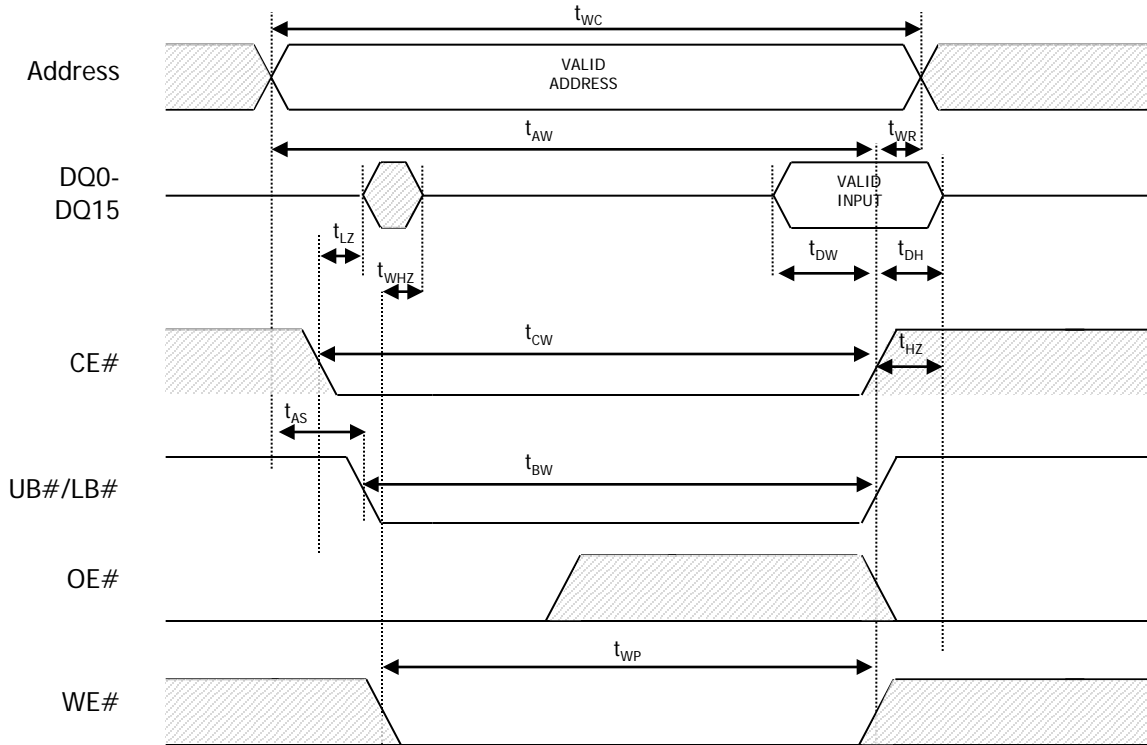 tWC
Address
VALID
ADDRESS
tAW
tWR
DQ0-
DQ15
VALID
INPUT
tLZ
tWHZ
tDW
tDH
CE#
tCW
tHZ
tAS
UB#/LB#
tBW
OE#
tWP
WE#